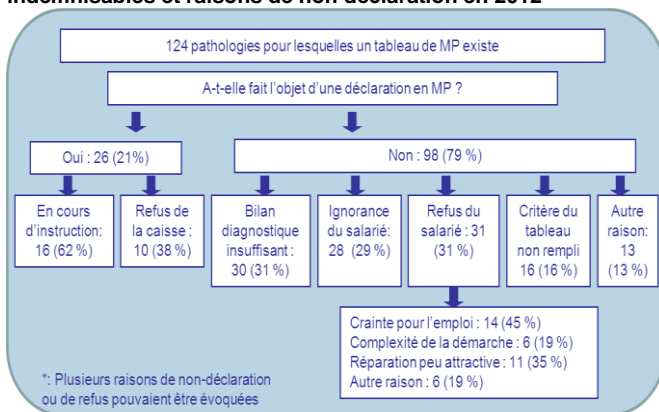 indemnisables et raisons de non déclaration en 2012
124 pathologies pour lesquelles un tableau de MP existe
A-t-elle fait l'objet d'une déclaration en MP ?
Oui : 26 (21%)
Non : 98 (79 %)
En cours
d'instruction:
16 (62 %)
Refus de
la caisse :
10 (38 %)
Bilan
diagnostique
insuffisant :
30 (31 %)
Ignorance
du salarié:
28 (29 %)
Refus du
salarié : 31
(31 %)
Critère du
tableau
non rempli
16 (16 %)
Autre
raison:
13
(13 %)
Crainte pour l'emploi : 14 (45 %)
Complexité de la démarche : 6 (19 %)
Réparation peu attractive : 11 (35 %)
Autre raison : 6 (19 %)
*: Plusieurs raisons de non-déclaration
ou de refus pouvaient être évoquées